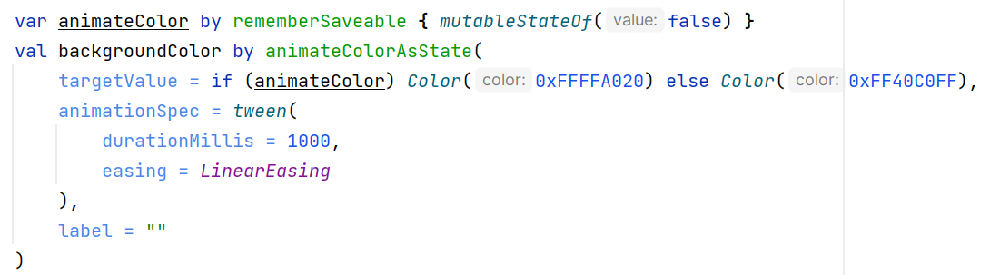 var animateColor by rememberSaveable { mutableStateOf( value: false) }
val backgroundColor by animateColorAsState(
    targetValue = if (animateColor) Color( color: 0xFFFFA020) else Color( color: 0xFF40C0FF),
    animationSpec = tween(
        durationMillis = 1000,
        easing = LinearEasing
    ),
    label = ""
)